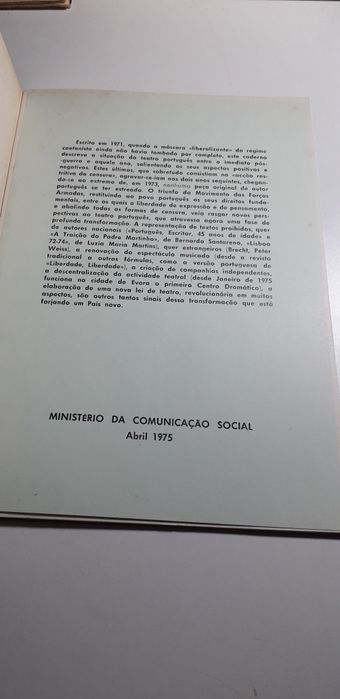 Escrito em 1971, quando a máscara «liberalizante» do regime
caetanista ainda não havia tombado por completo, este caderno
descreve a situação do teatro português entre o imediato pós-
-guerra e aquele ano, salientando os seus aspectos positivos e
negativos. Estes últimos, que sobretudo consistiam na «acção res-
tritiva da censura», agravar-se-iam nos dois anos seguintes, chegan-
do-se ao extremo de, em 1973, nenhuma peça original de autor
português se ter estreado. O triunfo do Movimento das Forças
Armadas, restituindo ao povo português os seus direitos funda-
mentais, entre os quais a liberdade de expressão e de pensamento,
e abolindo todas as formas de censura, veio rasgar novas pers-
pectivas ao teatro português, que atravessa agora uma fase de
profunda transformação. A representação de textos proibidos, quer
de autores nacionais («Português, Escritor, 45 anos de idade» e
«A Traição do Padre Martinho», de Bernardo Santareno, «Lisboa
72-74», de Luzia Maria Martins), quer estrangeiros (Brecht, Peter
Weiss), a renovação do espectáculo musicado (desde a revista
tradicional a outras fórmulas, como a versão portuguesa de
«Liberdade, Liberdade»), a criação de companhias independentes,
a descentralização da actividade teatral (desde Janeiro de 1975
funciona na cidade de Évora o primeiro Centro Dramático), a
elaboração de uma nova lei de teatro, revolucionária em muitos
aspectos, são outros tantos sinais dessa transformação que está
forjando um País novo.
MINISTÉRIO DA COMUNICAÇÃO SOCIAL
Abril 1975